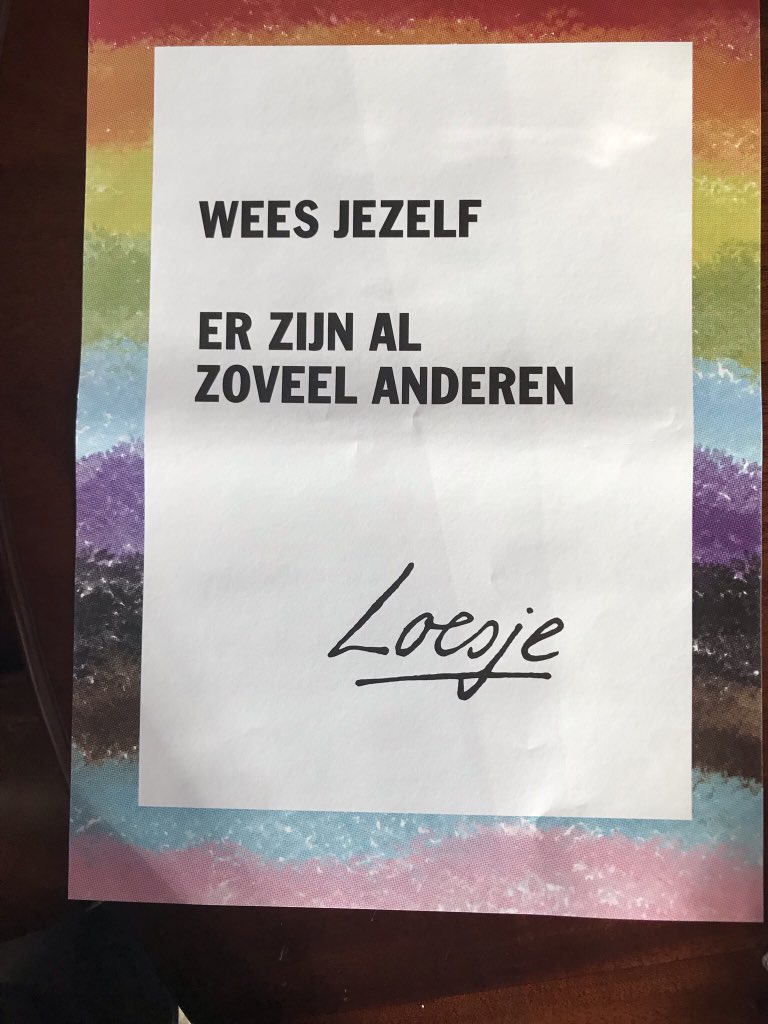 WEES JEZELF
ER ZIJN AL
ZOVEEL ANDEREN
Loesje